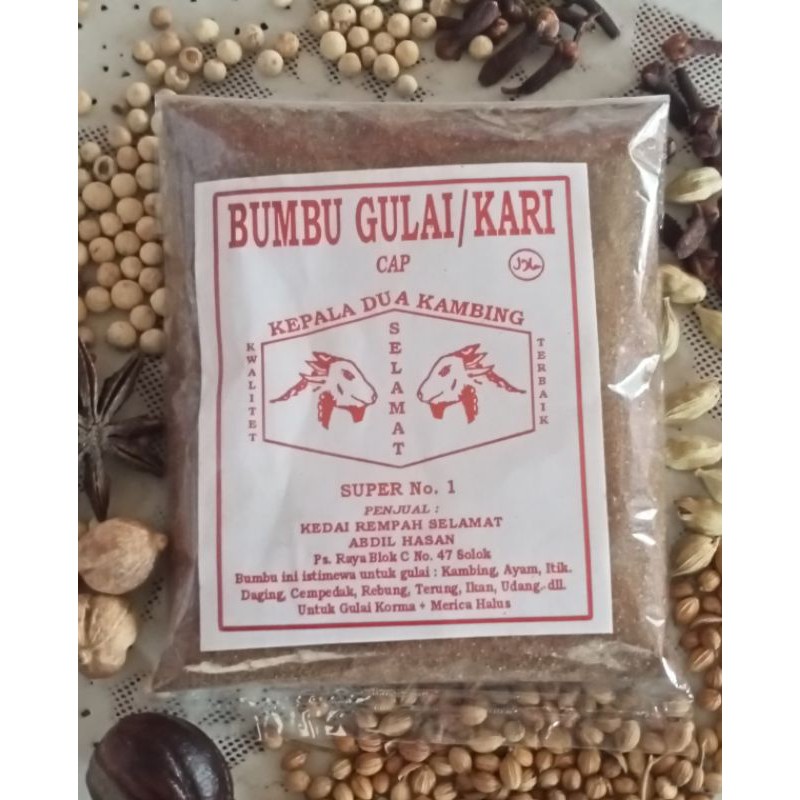 BUMBU GULAI/KARI
CAP
حلال
KEPALA DUA KAMBING
KWALITET
SELAMAT
TERBAIK
SUPER No. 1
PENJUAL :
KEDAI REMPAH SELAMAT
ABDIL HASAN
Ps. Raya Blok C No. 47 Solok
Bumbu ini istimewa untuk gulai : Kambing, Ayam, Itik.
Daging, Cempedak, Rebung, Terung, Ikan, Udang. dll.
Untuk Gulai Korma + Merica Halus